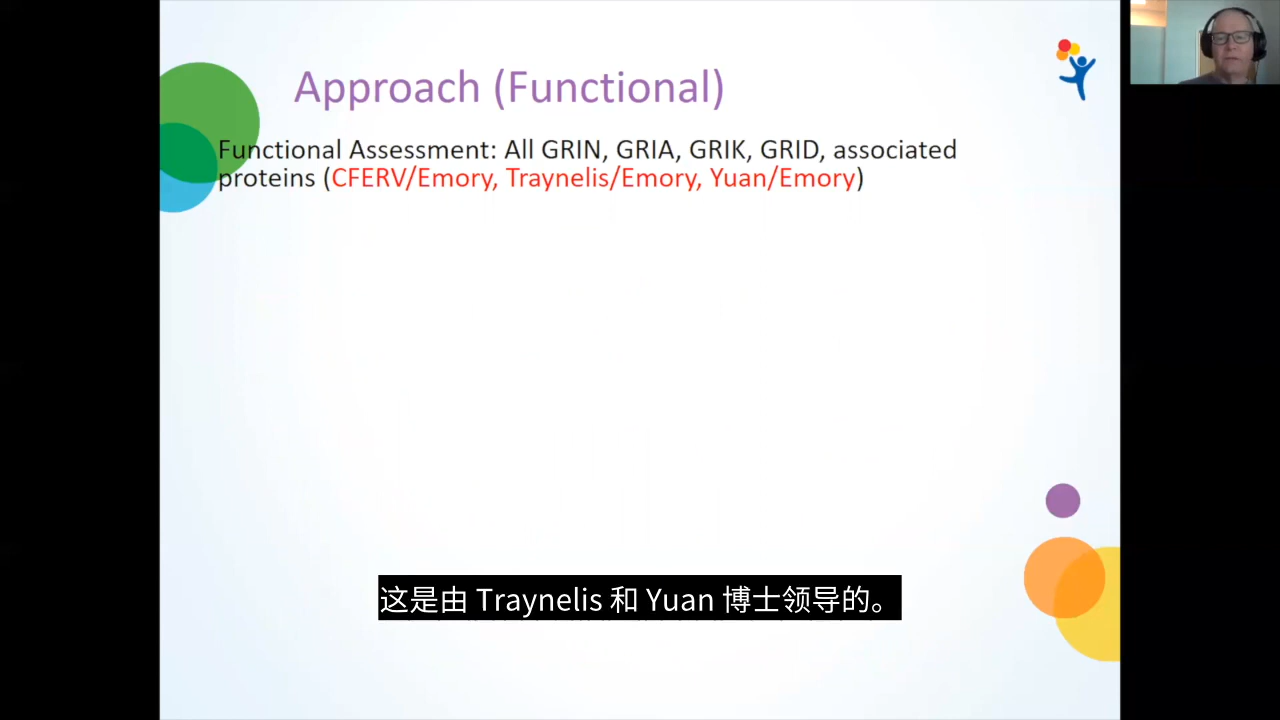 Approach (Functional)
Functional Assessment: All GRIN, GRIA, GRIK, GRID, associated
proteins (CFERV/Emory, Traynelis/Emory, Yuan/Emory)
这是由 Traynelis 和 Yuan 博士领导的。